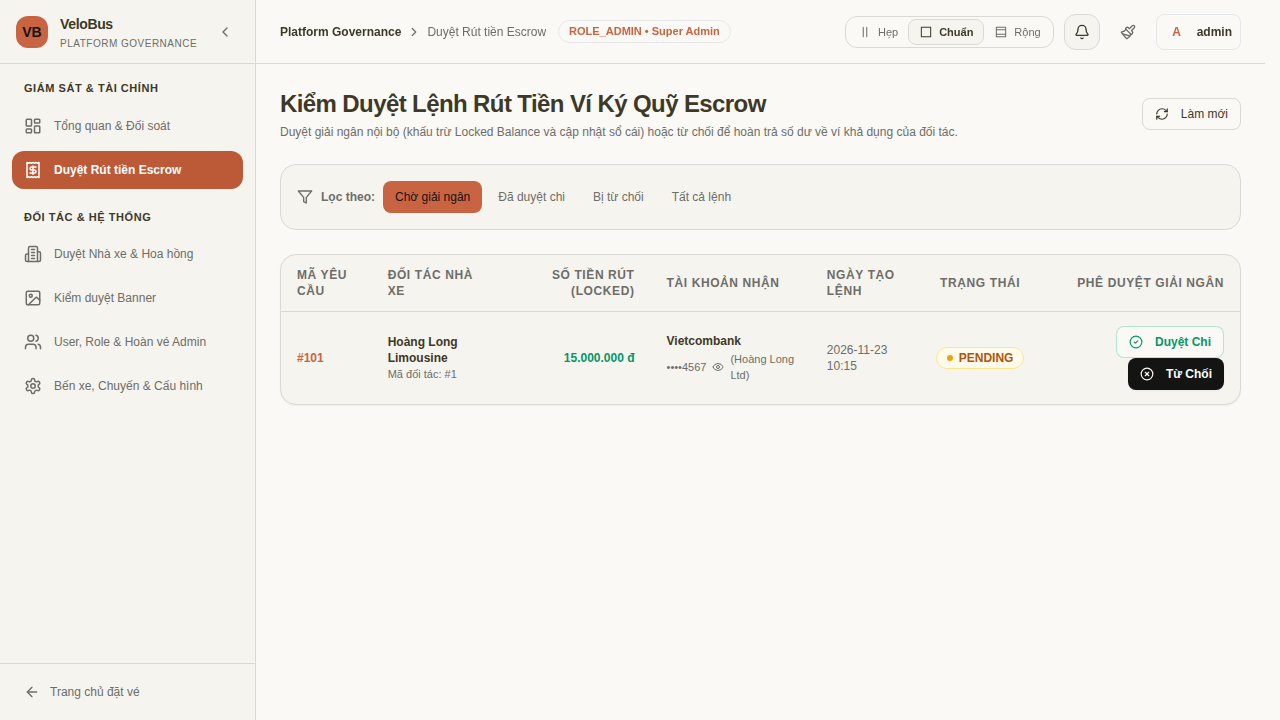 VB
VeloBus
PLATFORM GOVERNANCE
GIÁM SÁT & TÀI CHÍNH
Tổng quan & Đối soát
Duyệt Rút tiền Escrow
ĐỐI TÁC & HỆ THỐNG
Duyệt Nhà xe & Hoa hồng
Kiểm duyệt Banner
User, Role & Hoàn vé Admin
Bến xe, Chuyến & Cấu hình
Trang chủ đặt vé
Platform Governance
Duyệt Rút tiền Escrow
ROLE_ADMIN • Super Admin
Hẹp
Chuẩn
Rộng
A
admin
Kiểm Duyệt Lệnh Rút Tiền Ví Ký Quỹ Escrow
Duyệt giải ngân nội bộ (khấu trừ Locked Balance và cập nhật sổ cái) hoặc từ chối để hoàn trả số dư về ví khả dụng của đối tác.
Làm mới
Lọc theo:
Chờ giải ngân
Đã duyệt chi
Bị từ chối
Tất cả lệnh
MÃ YÊU
CẦU
ĐỐI TÁC NHÀ
XE
SỐ TIỀN RÚT
(LOCKED)
TÀI KHOẢN NHẬN
NGÀY TẠO
LỆNH
TRẠNG THÁI
PHÊ DUYỆT GIẢI NGÂN
#101
Hoàng Long
Limousine
Mã đối tác: #1
15.000.000 đ
Vietcombank
••••4567
(Hoàng Long
Ltd)
2026-11-23
10:15
PENDING
Duyệt Chi
Từ Chối